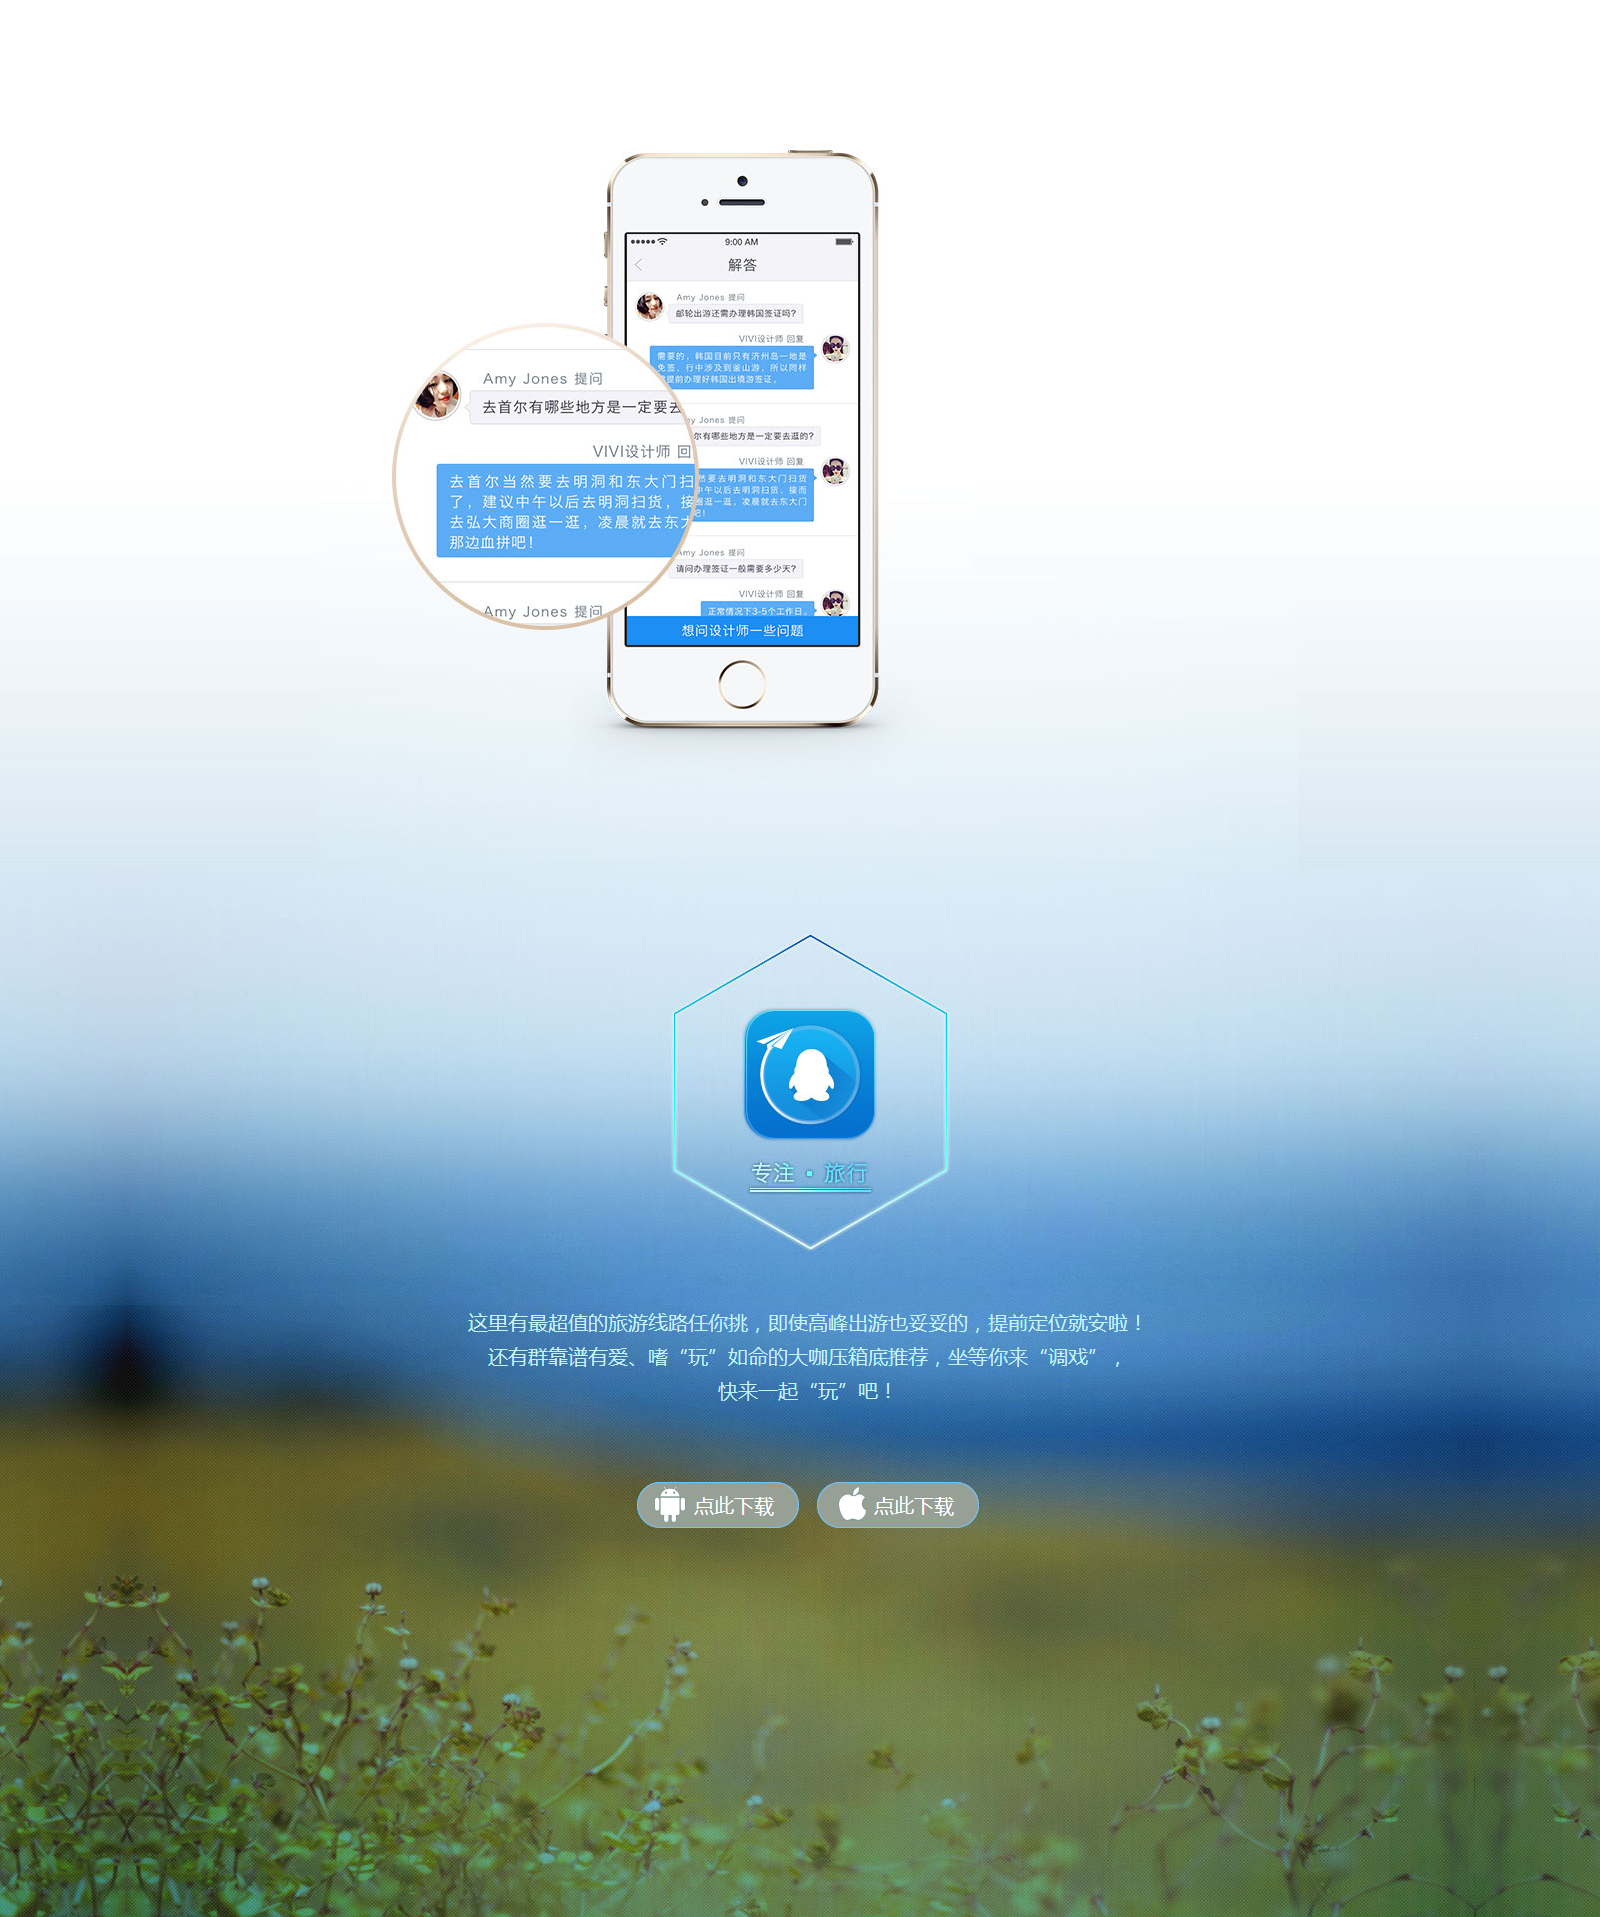 9:00 AM
解答
Amy Jones 提问
邮轮出游还需办理韩国签证吗?
VIVI设计师 回复
需要的，韩国目前只有济州岛一地是
免签，行中涉及到釜山游，所以同样
提前办理好韩国出境游签证。
Amy Jones 提问
去首尔有哪些地方是一定要去
VIVI设计师 回
去首尔当然要去明洞和东大门扫
了，建议中午以后去明洞扫货，接
去弘大商圈逛一逛，凌晨就去东大
那边血拼吧！
Amy Jones 提问
ny Jones 提问
尔有哪些地方是一定要去逛的?
VIVI设计师 回复
然要去明洞和东大门扫货
中午以后去明洞扫货，接而
圈逛一逛，凌晨就去东大门
吧！
Amy Jones 提问
请问办理签证一般需要多少天?
VIVI设计师 回复
正常情况下3-5个工作日。
想问设计师一些问题
专注·旅行
这里有最超值的旅游线路任你挑，即使高峰出游也妥妥的，提前定位就安啦！
还有群靠谱有爱、嗜“玩”如命的大咖压箱底推荐，坐等你来“调戏”，
快来一起“玩”吧！
点此下载
点此下载